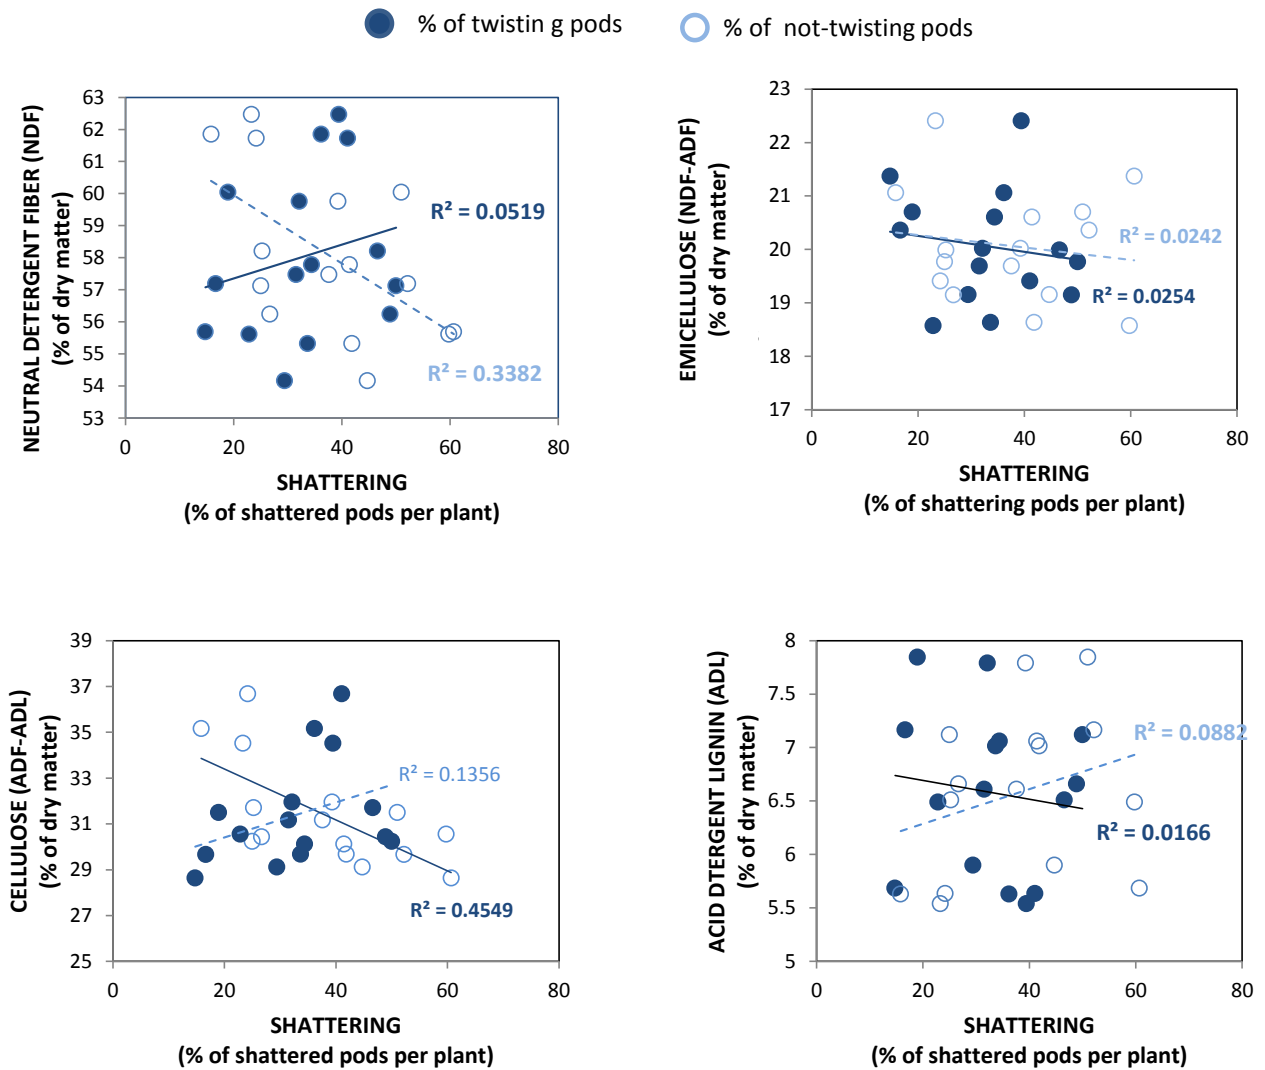 % of twistin g pods
% of not-twisting pods
NEUTRAL DETERGENT FIBER (NDF)
(% of dry matter)
63
62
61
60
59
58
57
56
55
54
53
0 20 40 60 80
R² = 0.0519
R² = 0.3382
SHATTERING
(% of shattered pods per plant)
EMICELLULOSE (NDF-ADF)
(% of dry matter)
23
22
21
20
19
18
17
0 20 40 60 80
R² = 0.0242
R² = 0.0254
SHATTERING
(% of shattering pods per plant)
CELLULOSE (ADF-ADL)
(% of dry matter)
39
37
35
33
31
29
27
25
0 20 40 60 80
R² = 0.1356
R² = 0.4549
SHATTERING
(% of shattered pods per plant)
ACID DTERGENT LIGNIN (ADL)
(% of dry matter)
8
7.5
7
6.5
6
5.5
5
0 20 40 60 80
R² = 0.0882
R² = 0.0166
SHATTERING
(% of shattered pods per plant)